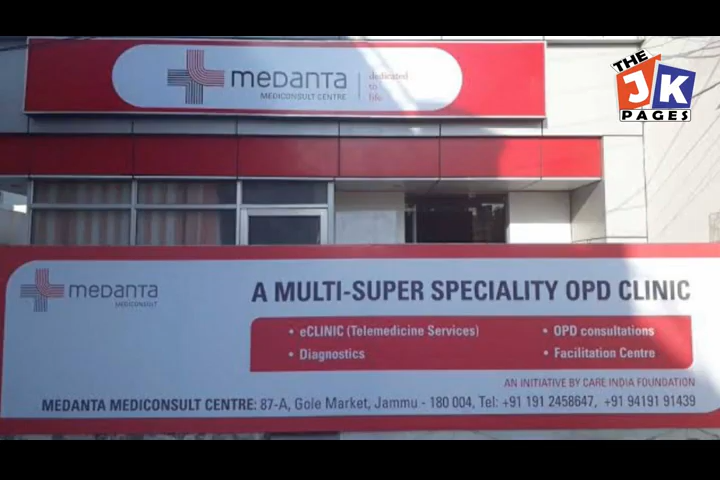 THE
JK
PAGES
medanta
MEDICONSULT CENTRE
dedicated
to
life
medanta
MEDICONSULT
A MULTI-SUPER SPECIALITY OPD CLINIC
• eCLINIC (Telemedicine Services)
• OPD consultations
• Diagnostics
• Facilitation Centre
AN INITIATIVE BY CARE INDIA FOUNDATION
MEDANTA MEDICONSULT CENTRE: 87-A, Gole Market, Jammu - 180 004, Tel: +91 191 2458647, +91 94191 91439